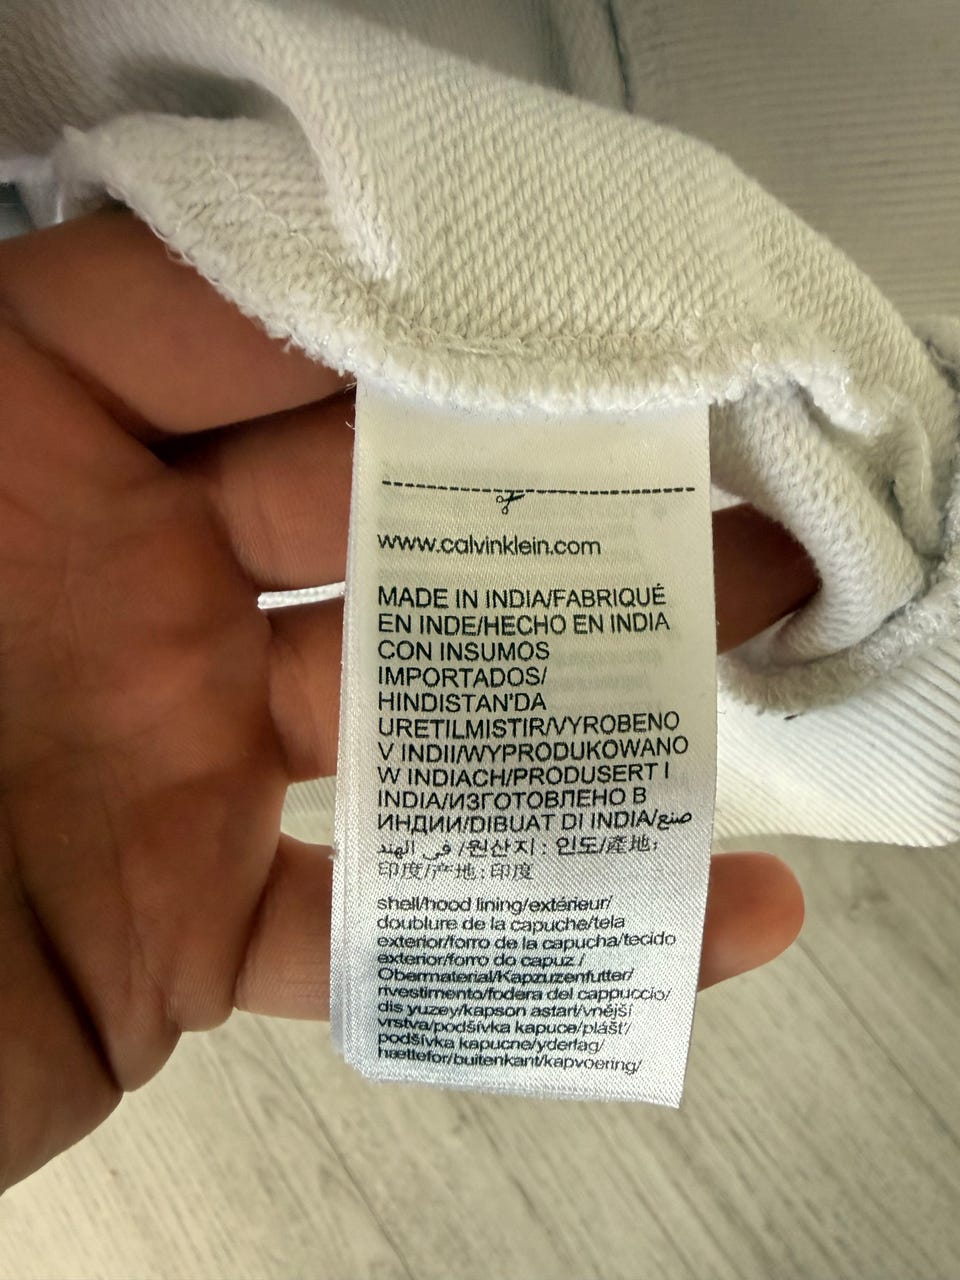 www.calvinklein.com
MADE IN INDIA/FABRIQUÉ
EN INDE/HECHO EN INDIA
CON INSUMOS
IMPORTADOS/
HINDISTAN'DA
URETILMISTIR/VYROBENO
V INDII/WYPRODUKOWANO
W INDIACH/PRODUSERT I
INDIA/ИЗГОТОВЛЕНО В
ИНДИИ/DIBUAT DI INDIA/صنع
في الهند /원산지 : 인도/產地:
印度/产地:印度
shell/hood lining/extérieur/
doublure de la capuche/tela
exterior/forro de la capucha/tecido
exterior/forro do capuz /
Obermaterial/Kapzuzenfutter/
rivestimento/fodera del cappuccio/
dis yuzey/kapson astari/vnější
vrstva/podšívka kapuce/plášť/
podšívka kapucne/yderlag/
hættefor/buitenkant/kapvoering/